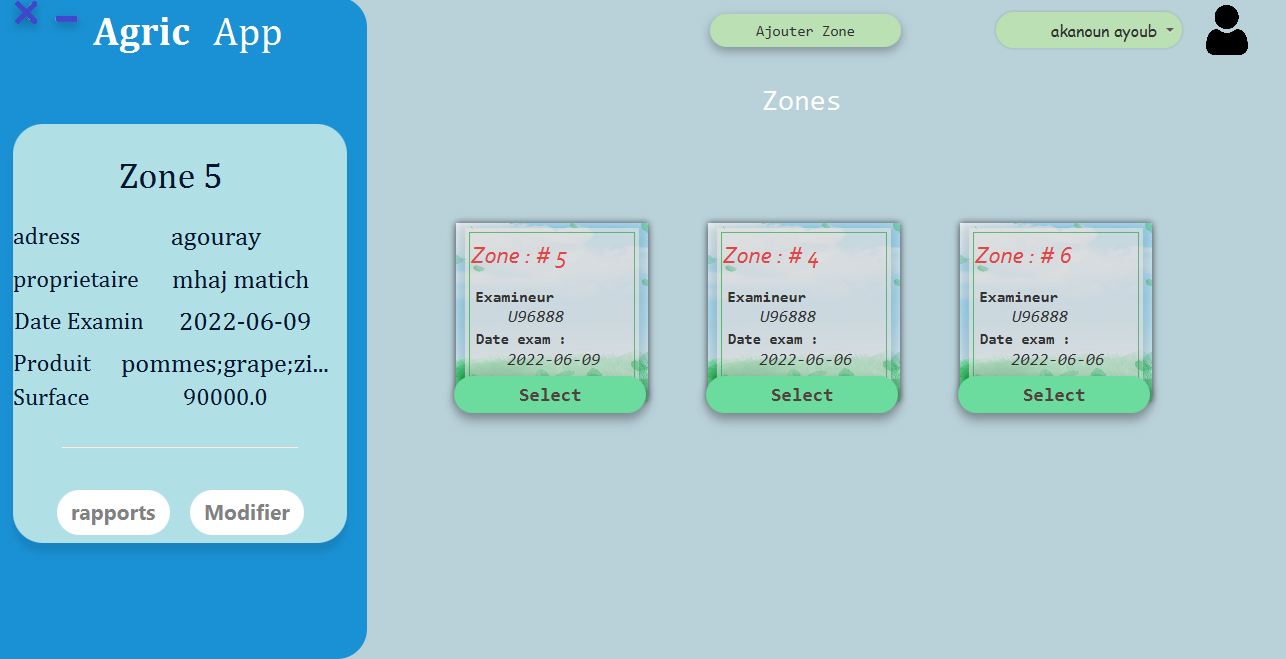 Agric App
Zone 5
adress agouray
proprietaire mhaj matich
Date Examin 2022-06-09
Produit pommes;grape;zi...
Surface 90000.0
rapports Modifier
Ajouter Zone
akanoun ayoub
Zones
Zone : # 5
Examineur
U96888
Date exam :
2022-06-09
Select
Zone : # 4
Examineur
U96888
Date exam :
2022-06-06
Select
Zone : # 6
Examineur
U96888
Date exam :
2022-06-06
Select